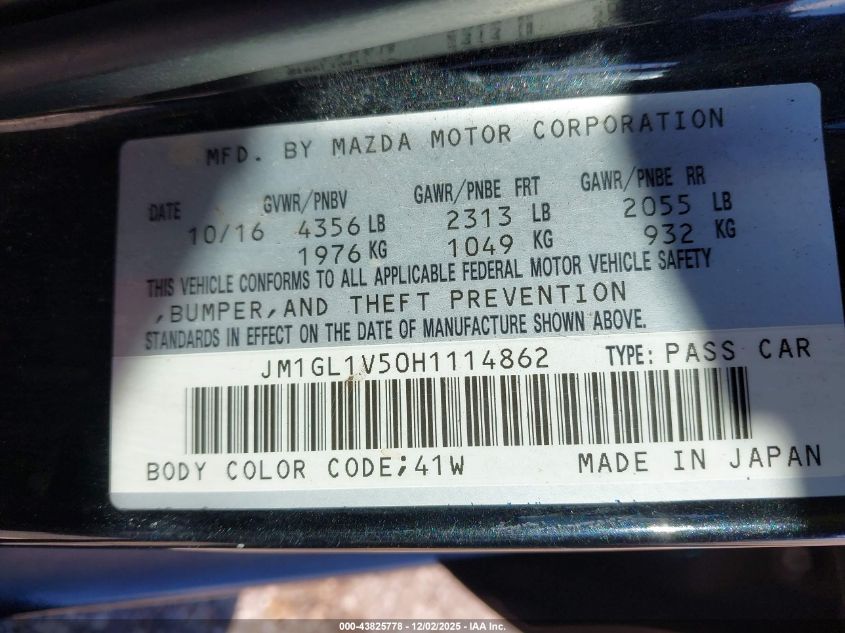 MFD. BY MAZDA MOTOR CORPORATION
DATE GVWR/PNBV GAWR/PNBE FRT GAWR/PNBE RR
10/16 4356 LB 2313 LB 2055 LB
1976 KG 1049 KG 932 KG
THIS VEHICLE CONFORMS TO ALL APPLICABLE FEDERAL MOTOR VEHICLE SAFETY
,BUMPER,AND THEFT PREVENTION
STANDARDS IN EFFECT ON THE DATE OF MANUFACTURE SHOWN ABOVE.
JM1GL1V50H1114862 TYPE: PASS CAR
BODY COLOR CODE;41W MADE IN JAPAN
000-43825778 - 12/02/2025 - IAA Inc.